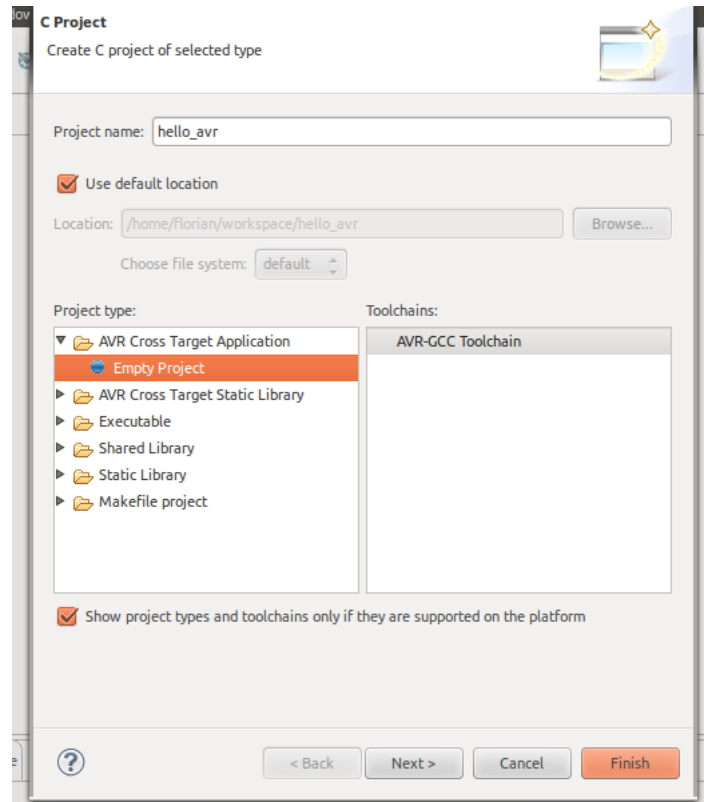 C Project
Create C project of selected type
Project name: hello_avr
Use default location
Location: /home/florian/workspace/hello_avr Browse...
Choose file system: default
Project type: Toolchains:
AVR Cross Target Application AVR-GCC Toolchain
Empty Project
AVR Cross Target Static Library
Executable
Shared Library
Static Library
Makefile project
Show project types and toolchains only if they are supported on the platform
? < Back Next > Cancel Finish